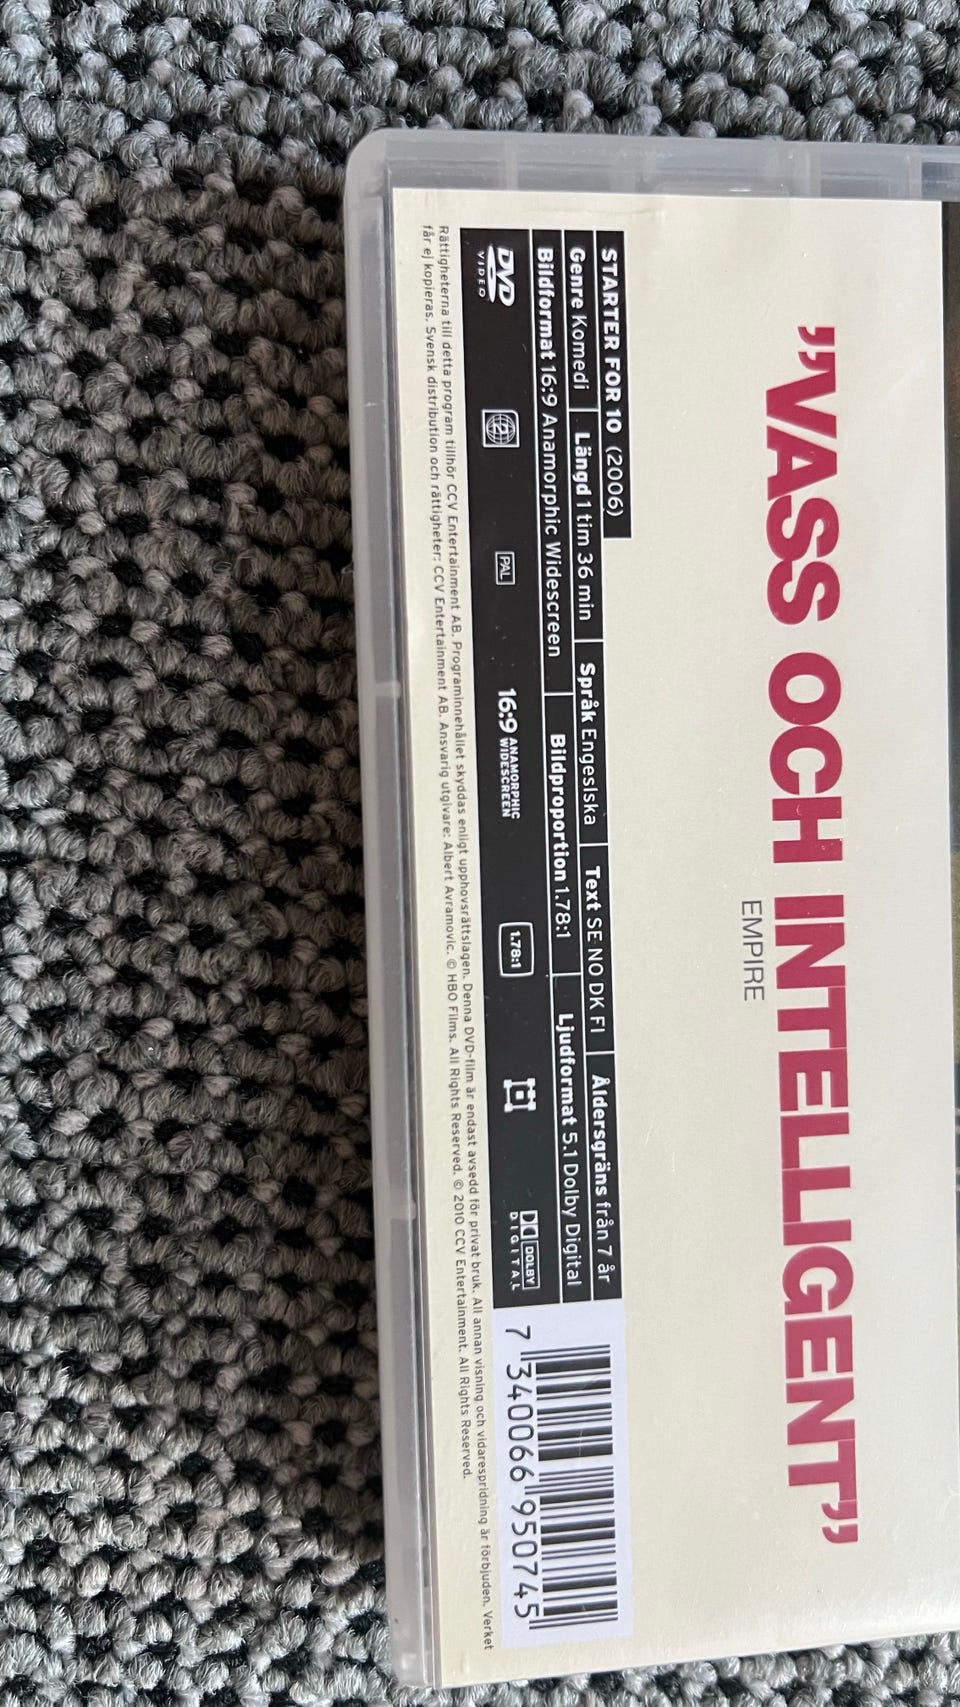 ”VASS OCH INTELLIGENT”
EMPIRE
STARTER FOR 10 (2006)
Genre Komedi Längd 1 tim 36 min Språk Engesiska Text SE NO DK FI Åldersgräns från 7 år
Bildformat 16:9 Anamorphic Widescreen Bildproportion 1.78:1 Ljudformat 5.1 Dolby Digital
DVD VIDEO 2 PAL 16:9 ANAMORPHIC WIDESCREEN 1.78:1 DOLBY DIGITAL
7 340066 950745
Rättigheterna till detta program tillhör CCV Entertainment AB. Programinnehållet skyddas enligt upphovsrättslagen. Denna DVD-film är endast avsedd för privat bruk. All annan visning och vidarespridning är förbjuden. Verket
får ej kopieras. Svensk distribution och rättigheter: CCV Entertainment AB. Ansvarig utgivare: Albert Avramovic. © HBO Films. All Rights Reserved. © 2010 CCV Entertainment. All Rights Reserved.